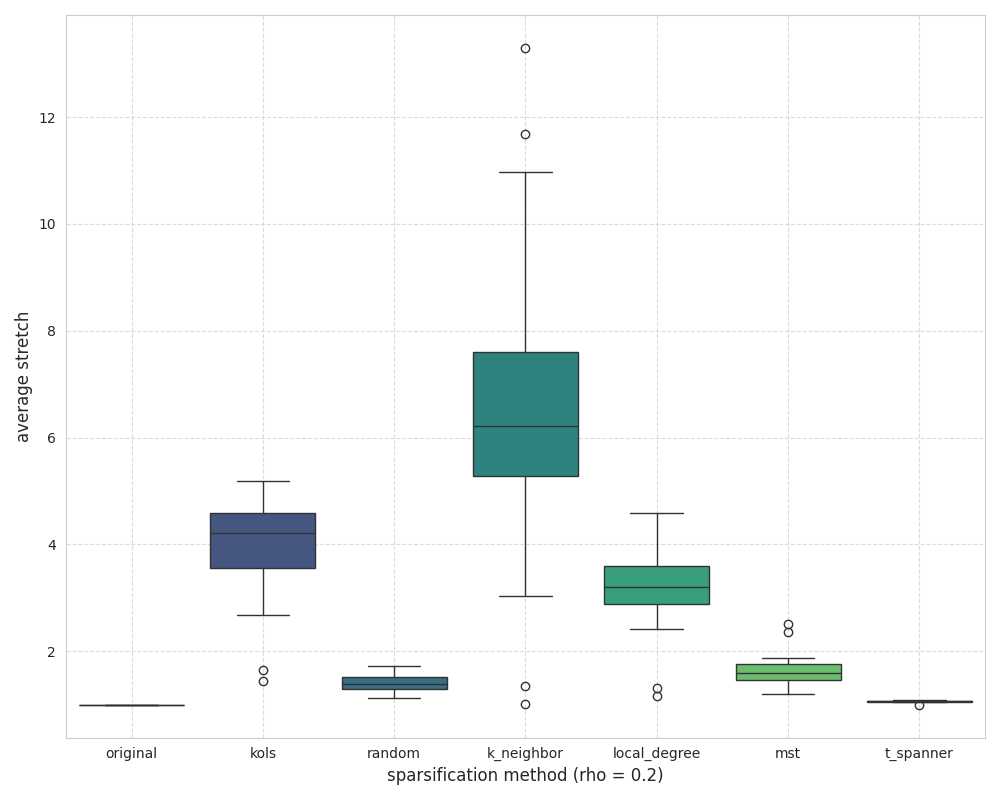 average stretch
12
10
8
6
4
2
original kols random k_neighbor local_degree mst t_spanner
sparsification method (rho = 0.2)